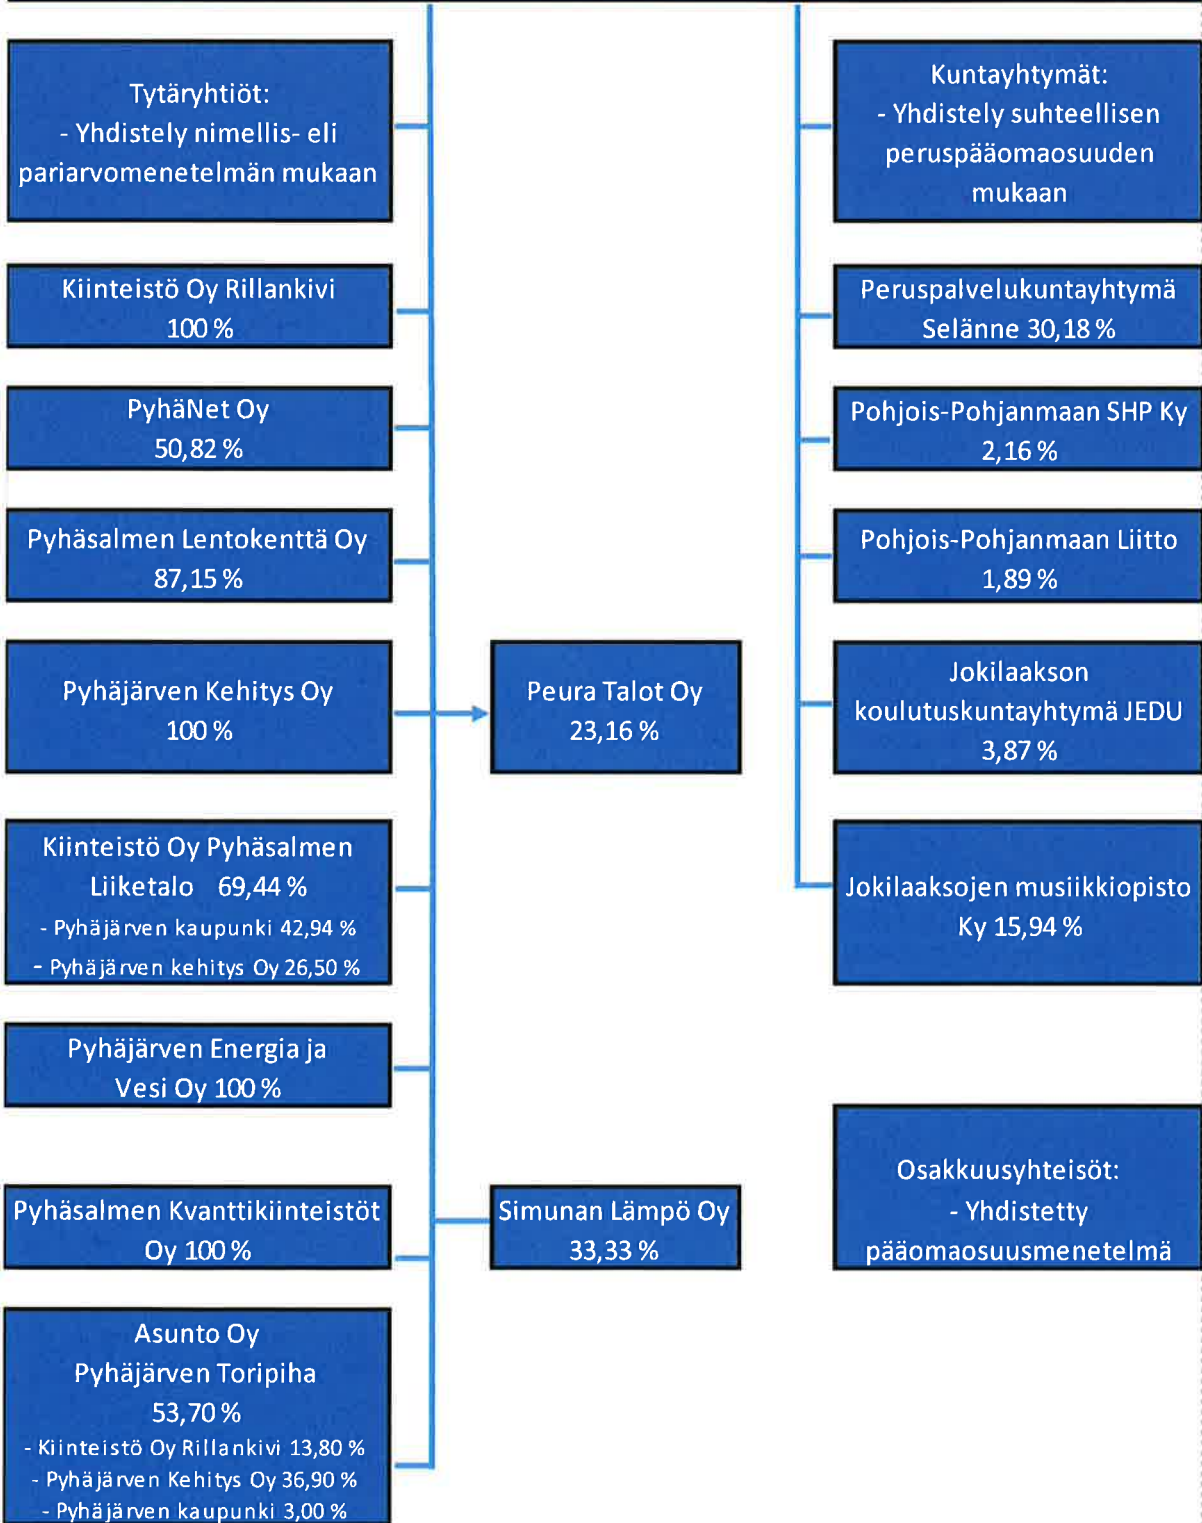 Tytäryhtiöt:
- Yhdistely nimellis- eli
pariarvomenetelmän mukaan
Kiinteistö Oy Rillankivi
100 %
PyhäNet Oy
50,82 %
Pyhäsalmen Lentokenttä Oy
87,15 %
Pyhäjärven Kehitys Oy
100 %
Peura Talot Oy
23,16 %
Kiinteistö Oy Pyhäsalmen
Liiketalo 69,44 %
- Pyhäjärven kaupunki 42,94 %
- Pyhäjärven kehitys Oy 26,50 %
Pyhäjärven Energia ja
Vesi Oy 100 %
Pyhäsalmen Kvanttikiinteistöt
Oy 100 %
Simunan Lämpö Oy
33,33 %
Asunto Oy
Pyhäjärven Toripiha
53,70 %
- Kiinteistö Oy Rillankivi 13,80 %
- Pyhäjärven Kehitys Oy 36,90 %
- Pyhäjärven kaupunki 3,00 %
Kuntayhtymät:
- Yhdistely suhteellisen
peruspääomaosuuden
mukaan
Peruspalvelukuntayhtymä
Selänne 30,18 %
Pohjois-Pohjanmaan SHP Ky
2,16 %
Pohjois-Pohjanmaan Liitto
1,89 %
Jokilaakson
koulutuskuntayhtymä JEDU
3,87 %
Jokilaaksojen musiikkiopisto
Ky 15,94 %
Osakkuusyhteisöt:
- Yhdistetty
pääomaosuusmenetelmä